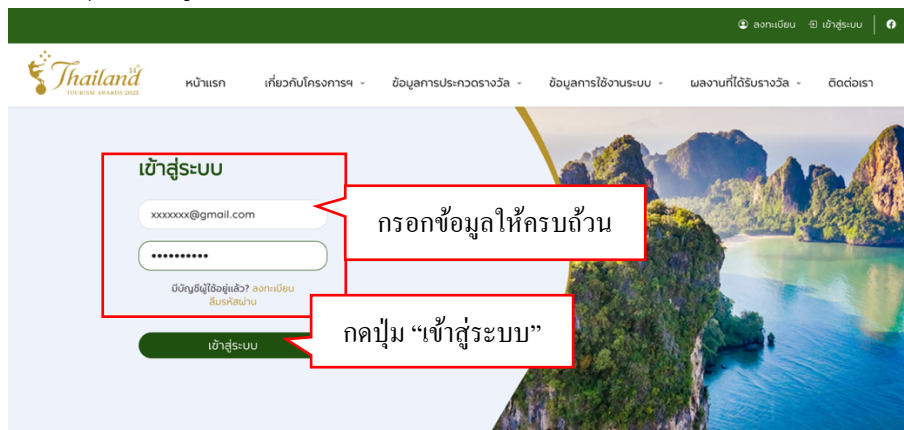 ลงทะเบียน เข้าสู่ระบบ
Thailand
TOURISM AWARDS 2023
หน้าแรก เกี่ยวกับโครงการฯ ข้อมูลการประกวดรางวัล ข้อมูลการใช้งานระบบ ผลงานที่ได้รับรางวัล ติดต่อเรา
เข้าสู่ระบบ
xxxxxxx@gmail.com
กรอกข้อมูลให้ครบถ้วน
••••••••••
มีบัญชีผู้ใช้อยู่แล้ว? ลงทะเบียน
ลืมรหัสผ่าน
กดปุ่ม “เข้าสู่ระบบ”
เข้าสู่ระบบ